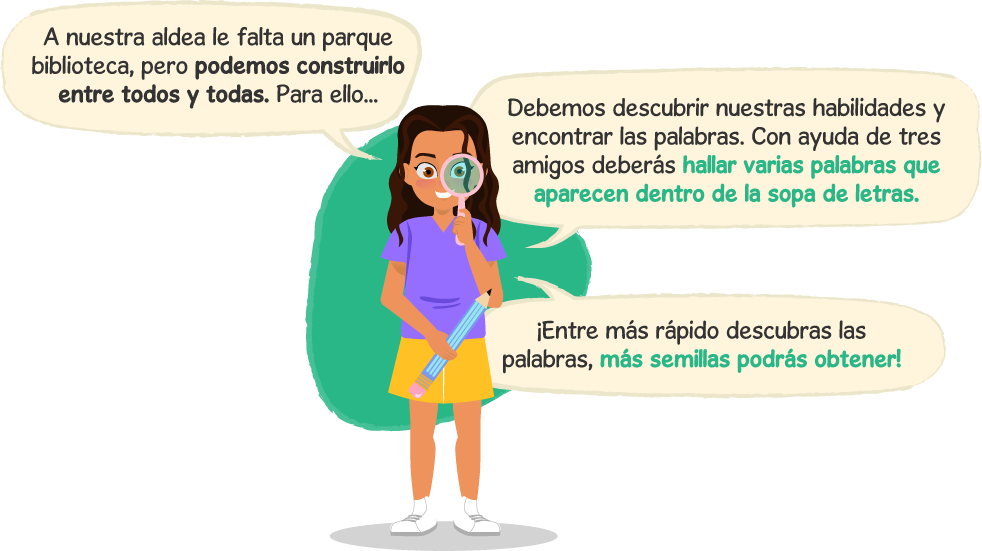 A nuestra aldea le falta un parque
biblioteca, pero podemos construirlo
entre todos y todas. Para ello...
Debemos descubrir nuestras habilidades y
encontrar las palabras. Con ayuda de tres
amigos deberás hallar varias palabras que
aparecen dentro de la sopa de letras.
¡Entre más rápido descubras las
palabras, más semillas podrás obtener!